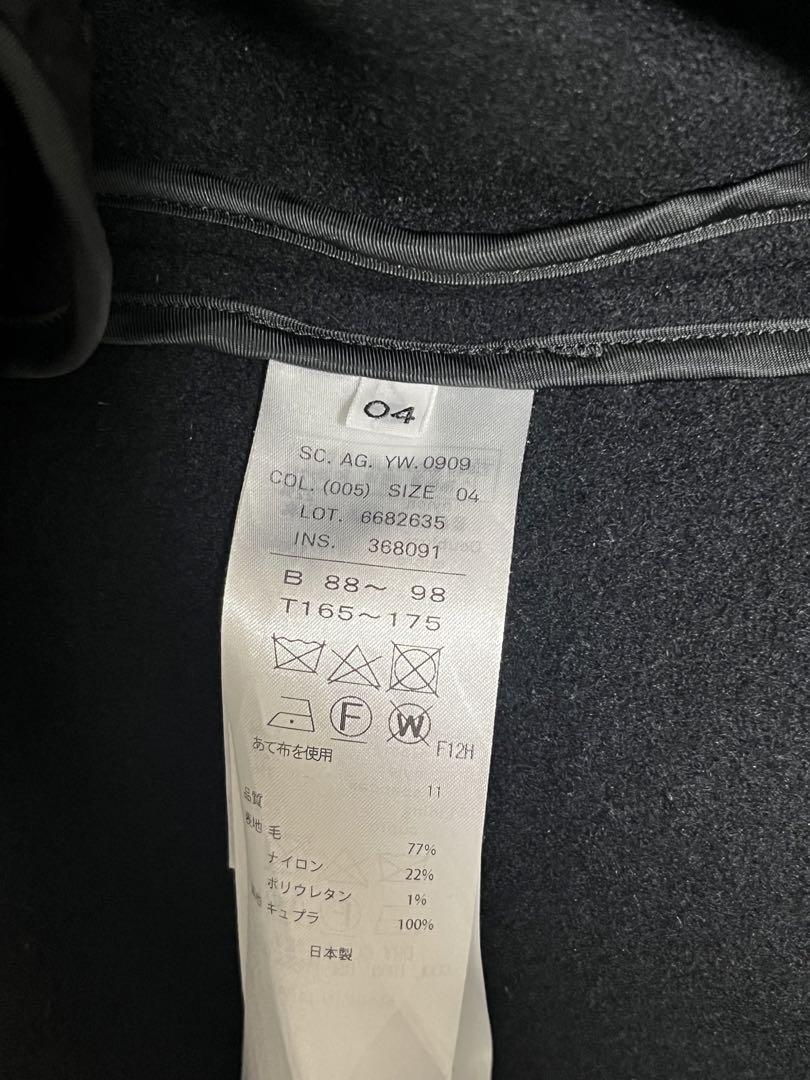 04
SC. AG. YW.0909
COL. (005) SIZE 04
LOT. 6682635
INS. 368091
B 88～ 98
T165～175
F W F12H
あて布を使用
11
品質
表地 毛 77%
ナイロン 22%
ポリウレタン 1%
キュプラ 100%
日本製